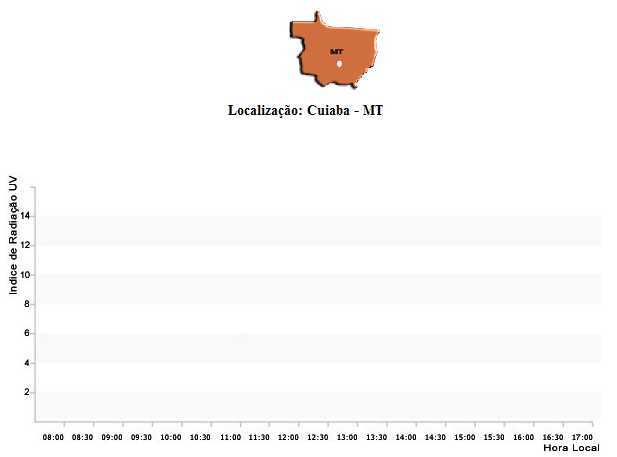 MT
Localização: Cuiaba - MT
Indice de Radiação UV
14
12
10
8
6
4
2
08:00 08:30 09:00 09:30 10:00 10:30 11:00 11:30 12:00 12:30 13:00 13:30 14:00 14:30 15:00 15:30 16:00 16:30 17:00
Hora Local